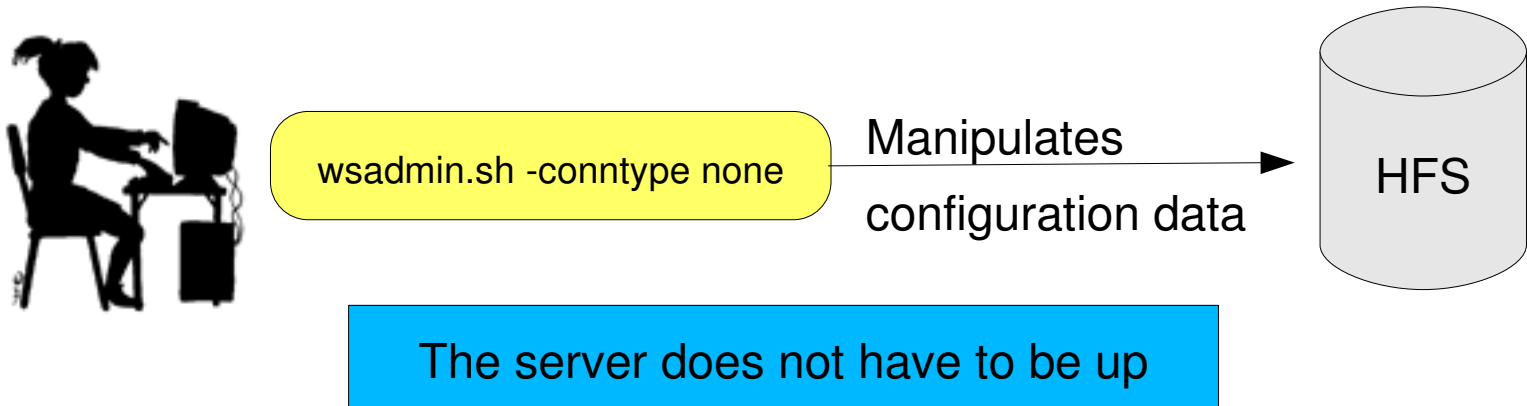 wsadmin.sh -conntype none
Manipulates
configuration data
HFS
The server does not have to be up